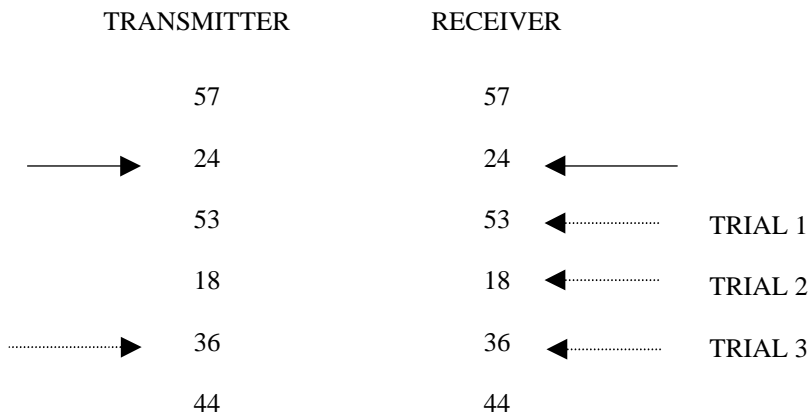 TRANSMITTER RECEIVER
57 57
24 24
53 53 TRIAL 1
18 18 TRIAL 2
36 36 TRIAL 3
44 44